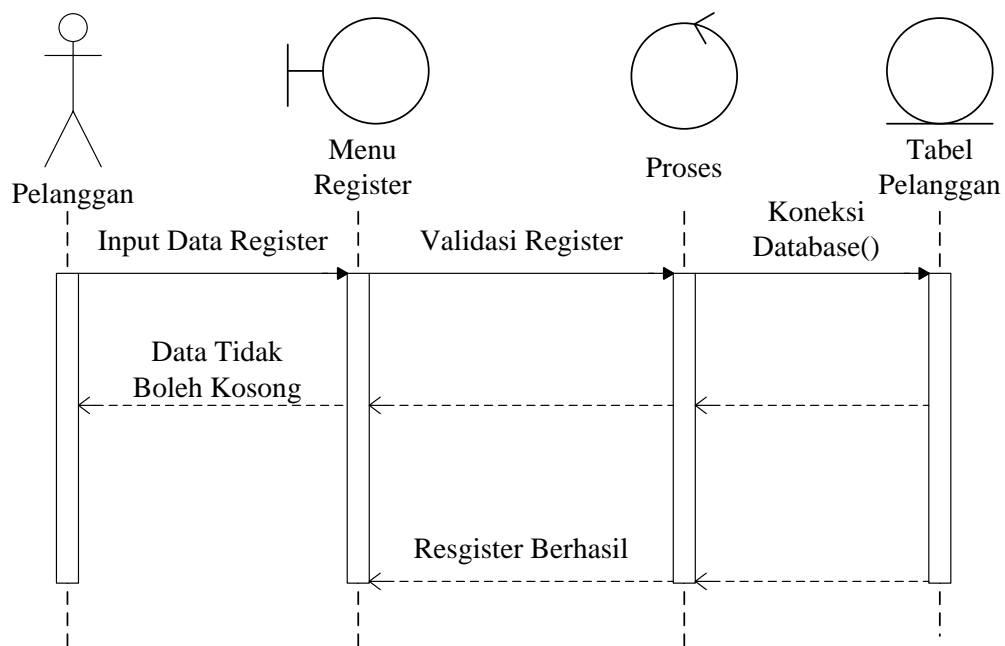 Pelanggan
Menu
Register
Proses
Tabel
Pelanggan
Input Data Register
Validasi Register
Koneksi
Database()
Data Tidak
Boleh Kosong
Resgister Berhasil